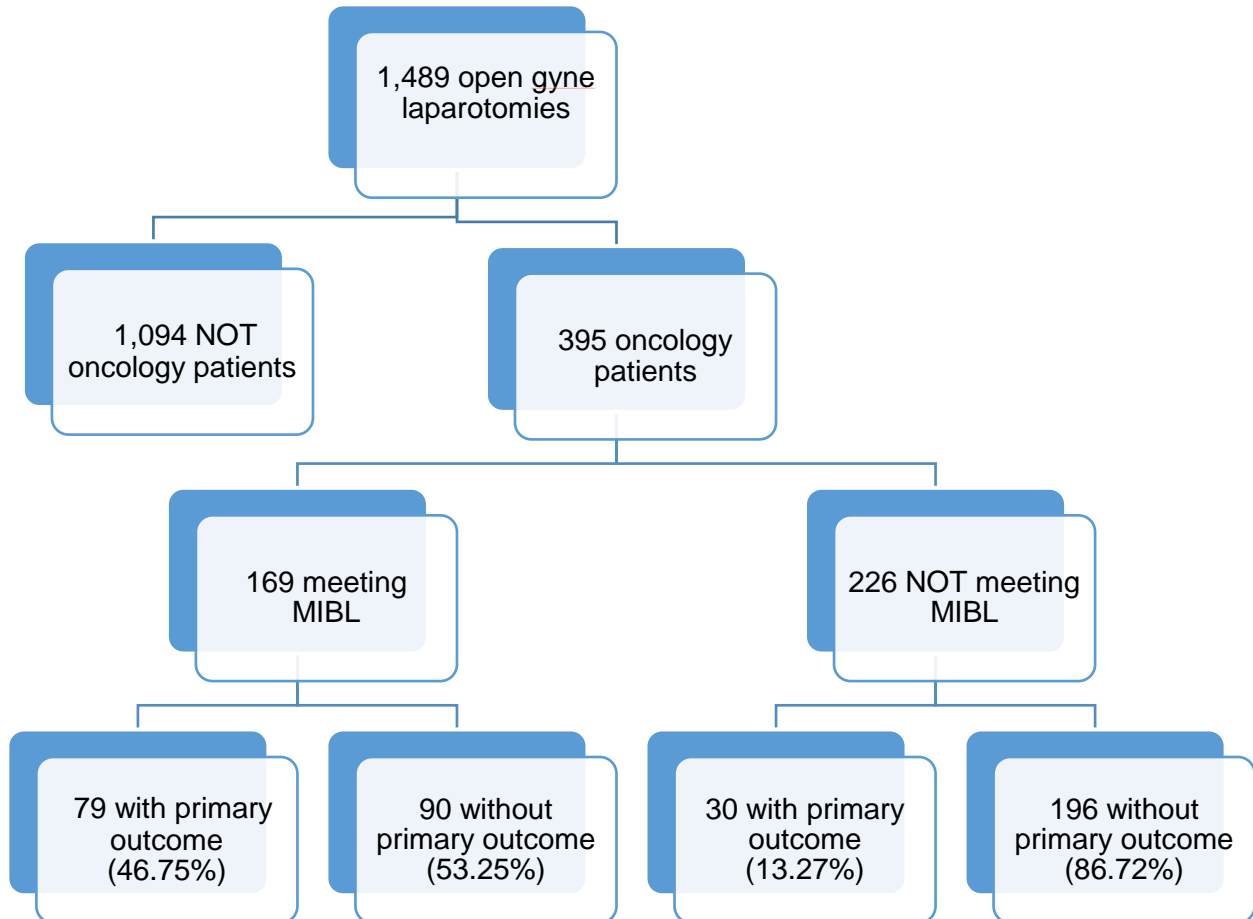 1,489 open gyne
laparotomies
1,094 NOT
oncology patients
395 oncology
patients
169 meeting
MIBL
226 NOT meeting
MIBL
79 with primary
outcome
(46.75%)
90 without
primary outcome
(53.25%)
30 with primary
outcome
(13.27%)
196 without
primary outcome
(86.72%)